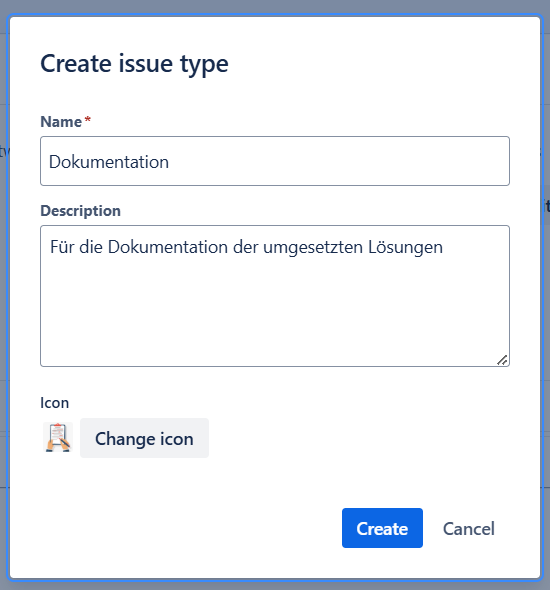 Create issue type
Name*
Dokumentation
Description
Für die Dokumentation der umgesetzten Lösungen
Icon
Change icon
Create Cancel